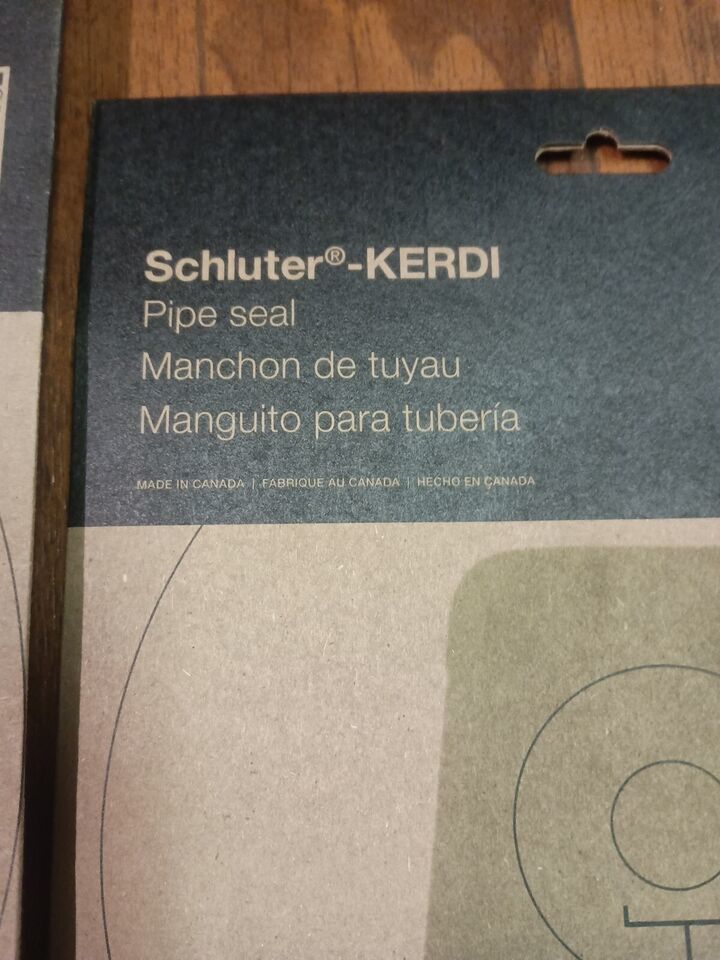 Schluter®-KERDI
Pipe seal
Manchon de tuyau
Manguito para tubería
MADE IN CANADA | FABRIQUE AU CANADA | HECHO EN CANADA